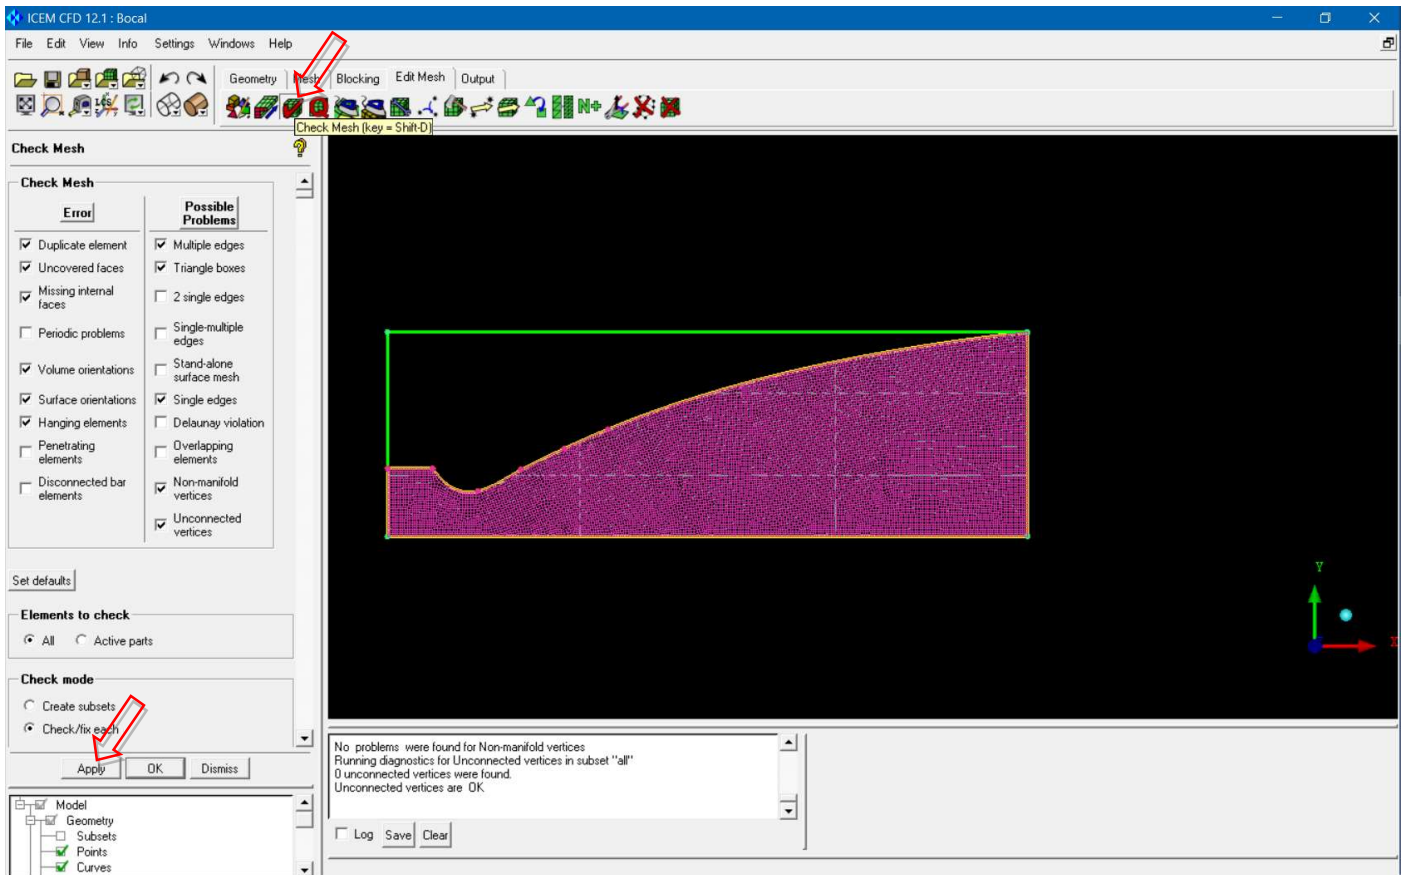 ICEM CFD 12.1 : Bocal
File Edit View Info Settings Windows Help
Geometry Mesh Blocking Edit Mesh Output
Check Mesh (key = Shift-D)
Check Mesh
Check Mesh
Error
Possible Problems
Duplicate element
Multiple edges
Uncovered faces
Triangle boxes
Missing internal
faces
2 single edges
Periodic problems
Single-multiple
edges
Volume orientations
Stand-alone
surface mesh
Surface orientations
Single edges
Hanging elements
Delaunay violation
Penetrating
elements
Overlapping
elements
Disconnected bar
elements
Non-manifold
vertices
Unconnected
vertices
Set defaults
Elements to check
All Active parts
Check mode
Create subsets
Check/fix each
Apply OK Dismiss
Model
Geometry
Subsets
Points
Curves
Y
X
No problems were found for Non-manifold vertices
Running diagnostics for Unconnected vertices in subset "all"
0 unconnected vertices were found.
Unconnected vertices are OK
Log Save Clear